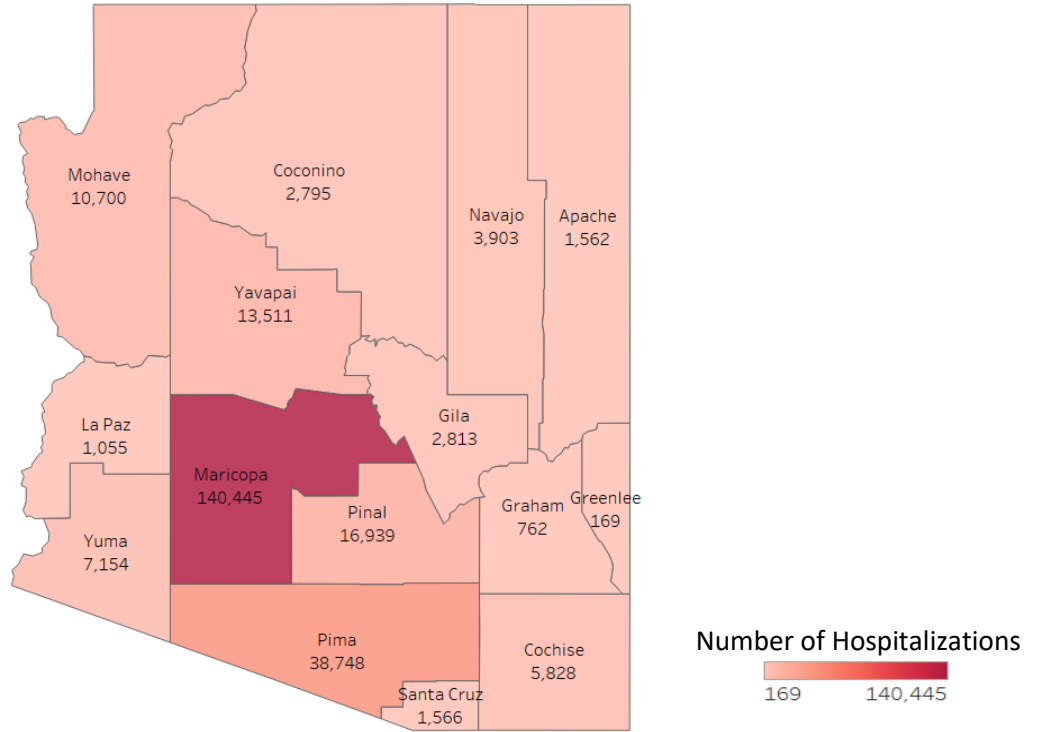 Mohave
10,700
Coconino
2,795
Navajo
3,903
Apache
1,562
Yavapai
13,511
La Paz
1,055
Maricopa
140,445
Gila
2,813
Pinal
16,939
Graham
762
Greenlee
169
Yuma
7,154
Pima
38,748
Santa Cruz
1,566
Cochise
5,828
Number of Hospitalizations
169 140,445